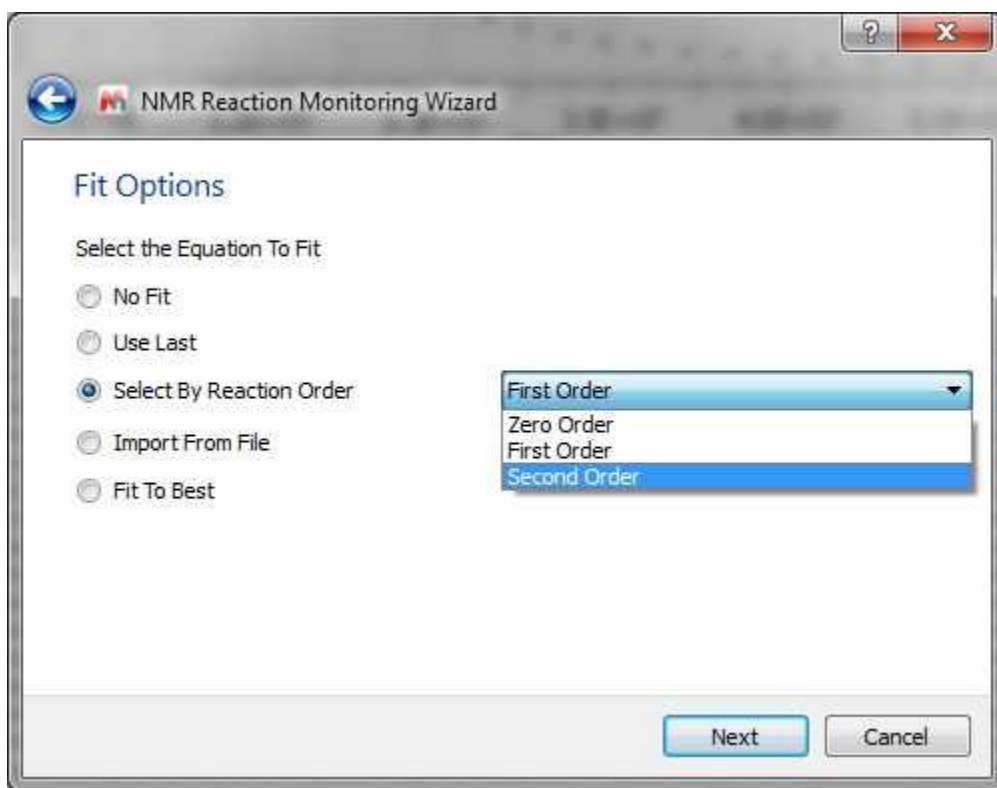 NMR Reaction Monitoring Wizard
Fit Options
Select the Equation To Fit
No Fit
Use Last
Select By Reaction Order
First Order
Zero Order
First Order
Second Order
Import From File
Fit To Best
Next
Cancel